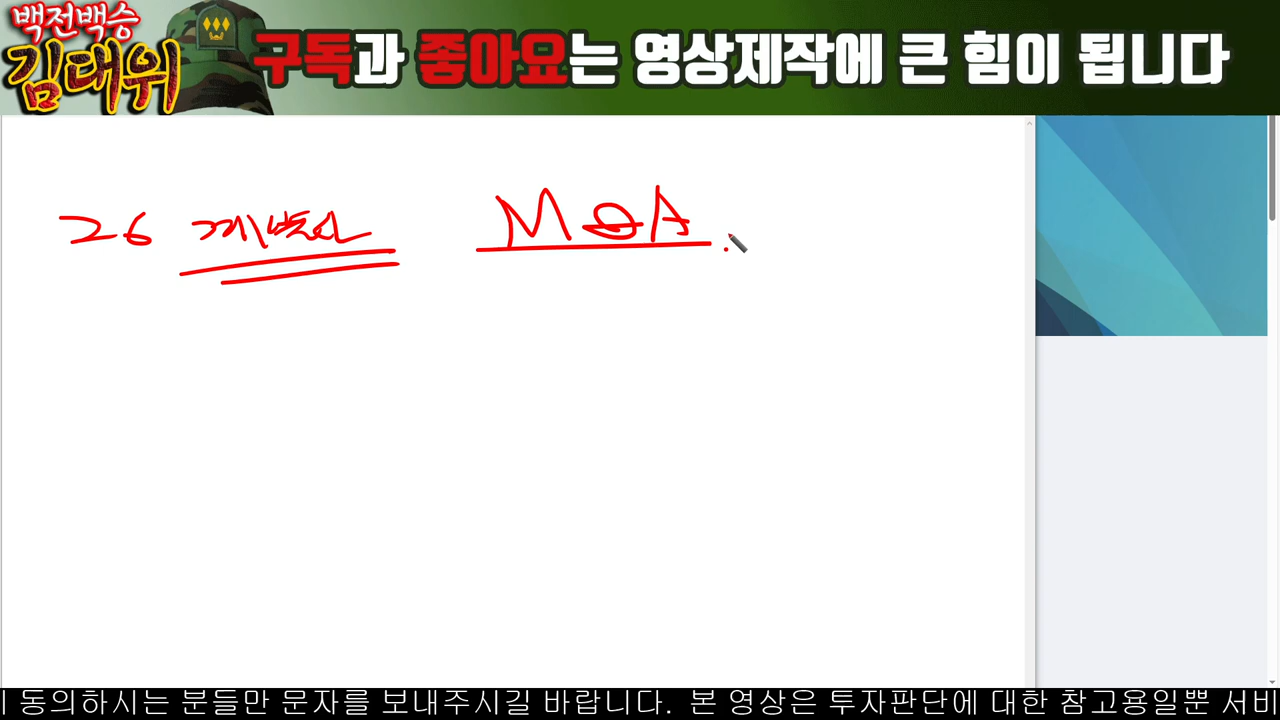 백전백승
김대위
구독과 좋아요는 영상제작에 큰 힘이 됩니다
26 계열사 M&A
동의하시는 분들만 문자를 보내주시길 바랍니다. 본 영상은 투자판단에 대한 참고용일뿐 서비